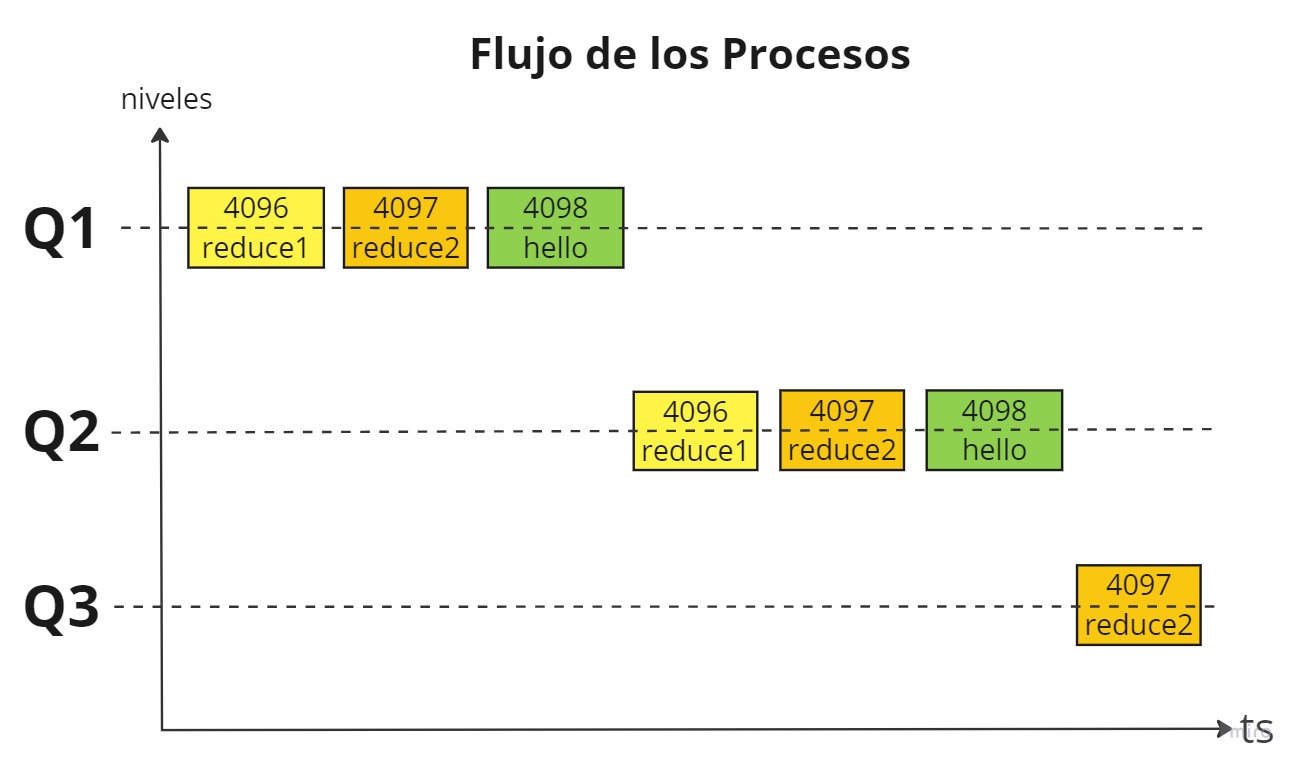 Flujo de los Procesos
niveles
Q1
4096
reduce1
4097
reduce2
4098
hello
Q2
4096
reduce1
4097
reduce2
4098
hello
Q3
4097
reduce2
ts
miro